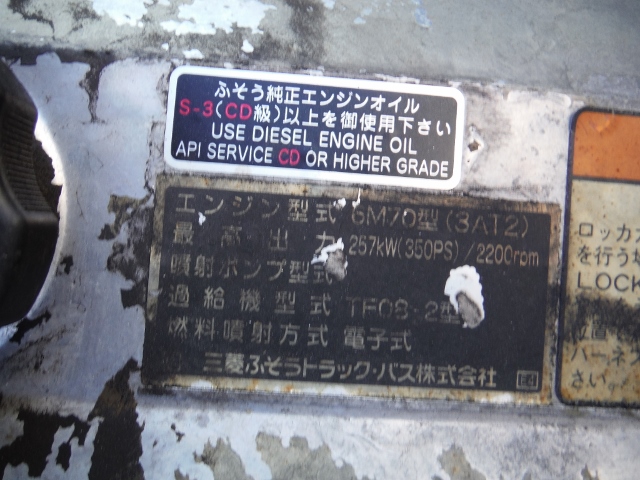 ふそう純正エンジンオイル
S-3(CD級)以上を御使用下さい
USE DIESEL ENGINE OIL
API SERVICE CD OR HIGHER GRADE
エンジン型式 6M70型(3AT2)
最高出力 257kW(350PS)/2200rpm
噴射ポンプ型式
過給機型式 TF08-2型
燃料噴射方式 電子式
三菱ふそうトラック・バス株式会社
ロッカ
を行う
LOCK
バーネ
さい。